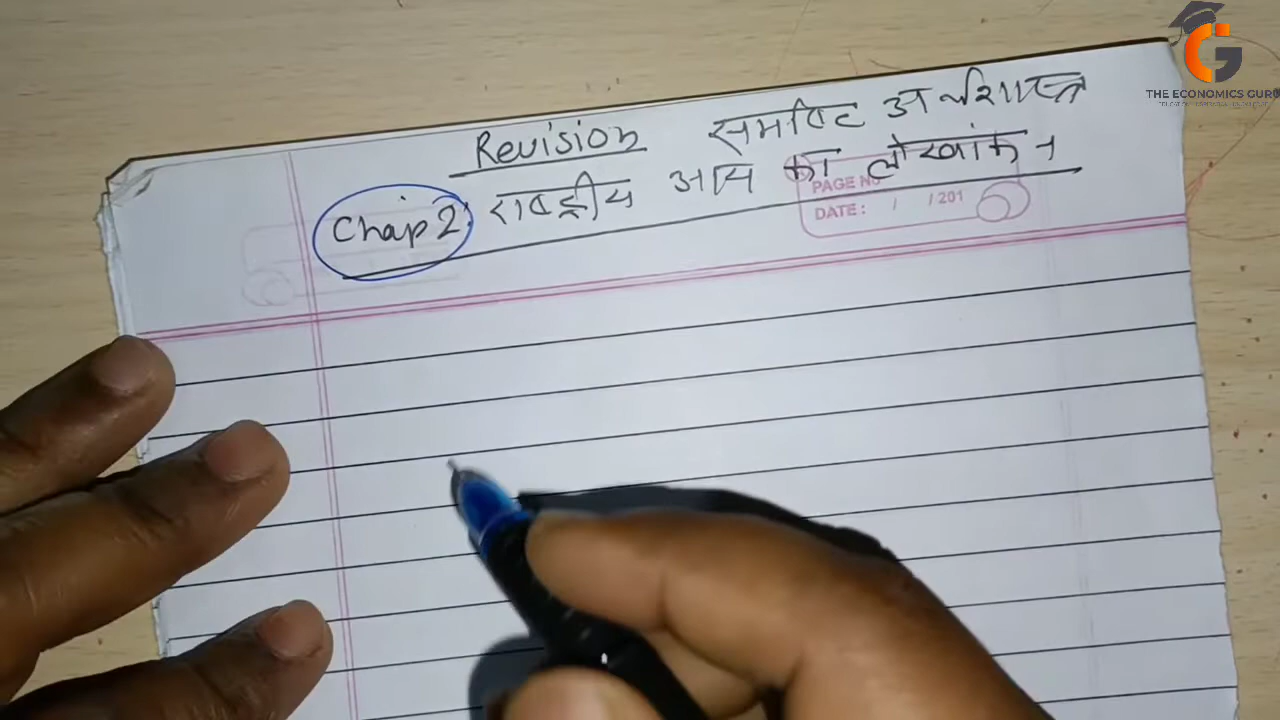 Revision समष्टि अर्थशास्त्र
Chap 2: राष्ट्रीय आय का लेखांकन
PAGE NO
DATE: / / 201
THE ECONOMICS GURU